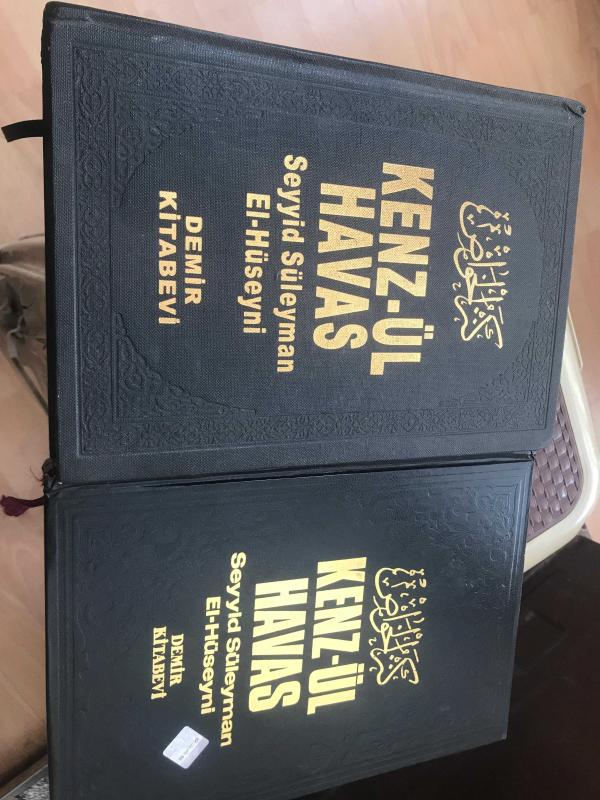 KENZ-ÜL
HAVAS
Seyyid Süleyman
El-Hüseyni
DEMİR
KİTABEVİ
KENZ-ÜL
HAVAS
Seyyid Süleyman
El-Hüseyni
DEMİR
KİTABEVİ